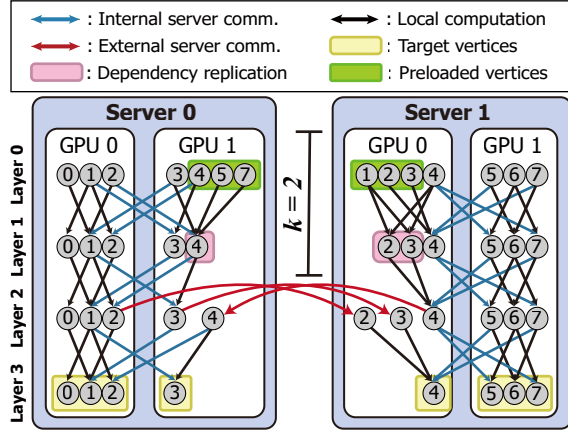 : Internal server comm.
: Local computation
: External server comm.
: Target vertices
: Dependency replication
: Preloaded vertices
Server 0
Server 1
GPU 0
GPU 1
GPU 0
GPU 1
Layer 0
0 1 2 3 4 5 7 1 2 3 4 5 6 7
k = 2
Layer 1
0 1 2 3 4 2 3 4 5 6 7
Layer 2
0 1 2 3 4 2 3 4 5 6 7
Layer 3
0 1 2 3 4 5 6 7